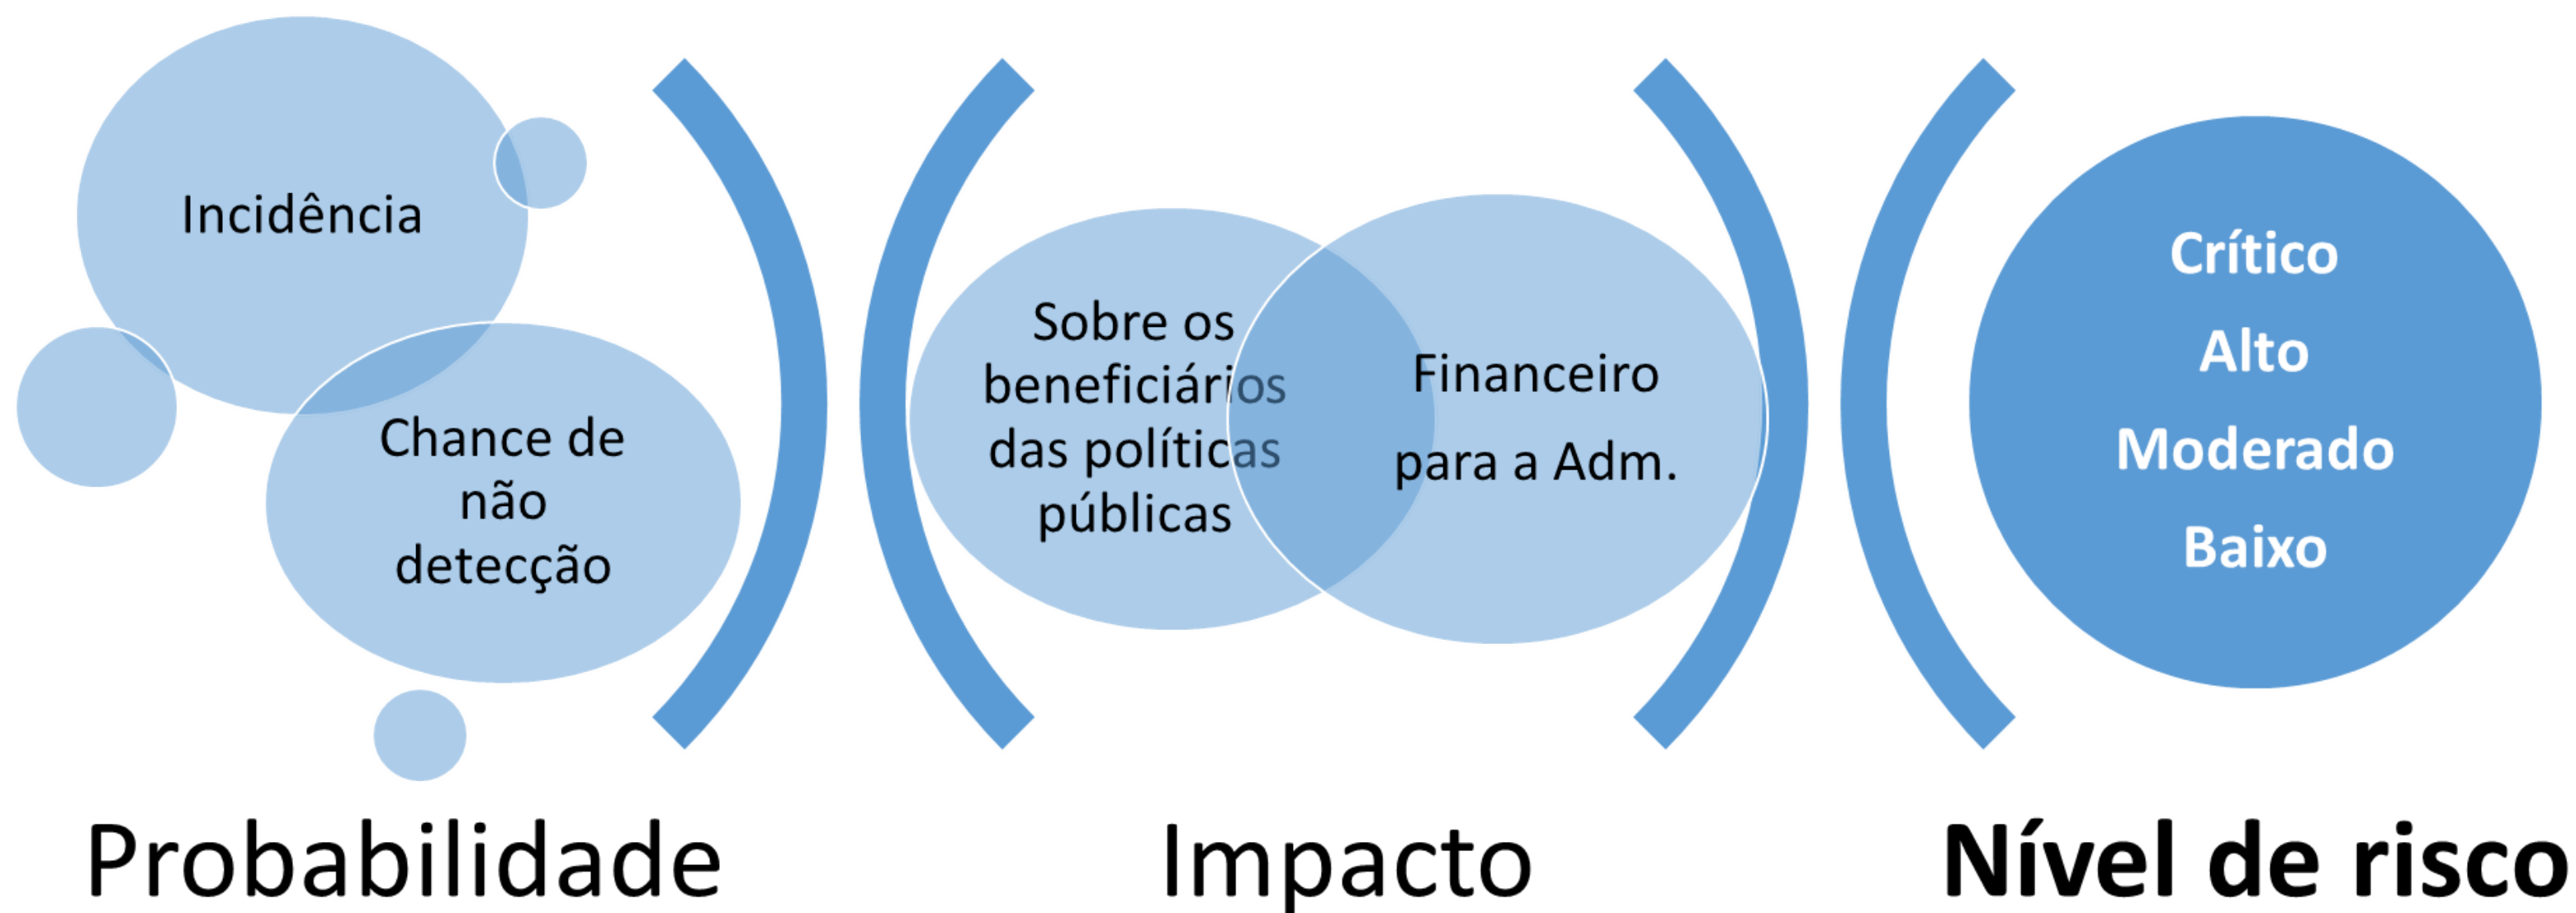 Incidência
Chance de
não
detecção
Probabilidade
Sobre os
beneficiários
das políticas
públicas
Financeiro
para a Adm.
Impacto
Crítico
Alto
Moderado
Baixo
Nível de risco